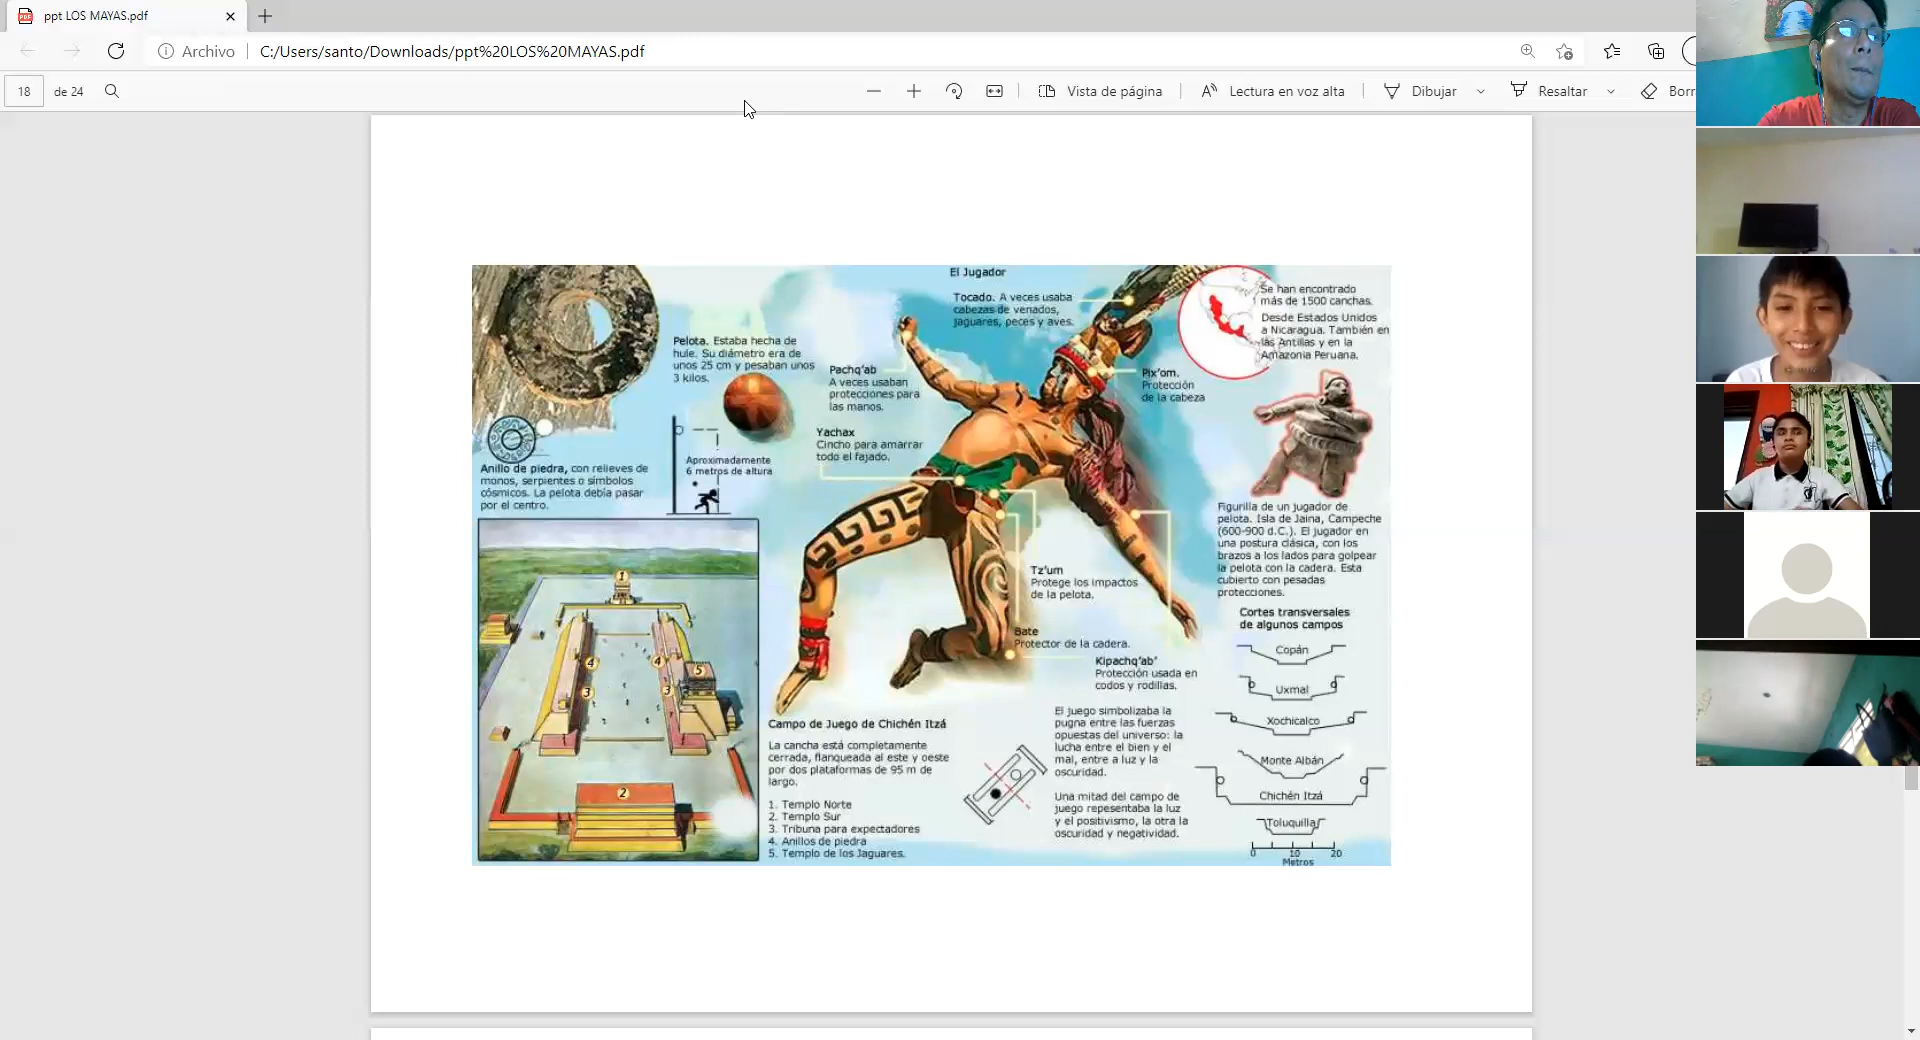 ppt LOS MAYAS.pdf
Archivo
C:/Users/santo/Downloads/ppt%20LOS%20MAYAS.pdf
18
de 24
Vista de página
Lectura en voz alta
Dibujar
Resaltar
Borr
El Jugador
Tocado. A veces usaba
cabezas de venados,
jaguares, peces y aves.
Se han encontrado
más de 1500 canchas.
Desde Estados Unidos
a Nicaragua. También en
las Antillas y en la
Amazonia Peruana.
Pelota. Estaba hecha de
hule. Su diámetro era de
unos 25 cm y pesaban unos
3 kilos.
Pachq'ab
A veces usaban
protecciones para
las manos.
Pix'om.
Protección
de la cabeza
Yachax
Cincho para amarrar
todo el fajado.
Aproximadamente
6 metros de altura
Anillo de piedra, con relieves de
monos, serpientes o símbolos
cósmicos. La pelota debía pasar
por el centro.
Figurilla de un jugador de
pelota. Isla de Jaina, Campeche
(600-900 d.C.). El jugador en
una postura clásica, con los
brazos a los lados para golpear
la pelota con la cadera. Esta
cubierto con pesadas
protecciones.
Tz'um
Protege los impactos
de la pelota.
Bate
Protector de la cadera.
Kipachq'ab'
Protección usada en
codos y rodillas.
1
4
4
3
3
5
2
Campo de Juego de Chichén Itzá
La cancha está completamente
cerrada, flanqueada al este y oeste
por dos plataformas de 95 m de
largo.
1. Templo Norte
2. Templo Sur
3. Tribuna para expectadores
4. Anillos de piedra
5. Templo de los Jaguares.
El juego simbolizaba la
pugna entre las fuerzas
opuestas del universo: la
lucha entre el bien y el
mal, entre a luz y la
oscuridad.
Una mitad del campo de
juego repesentaba la luz
y el positivismo, la otra la
oscuridad y negatividad.
Cortes transversales
de algunos campos
Copán
Uxmal
Xochicalco
Monte Albán
Chichén Itzá
Toluquilla
0 10 20
Metros